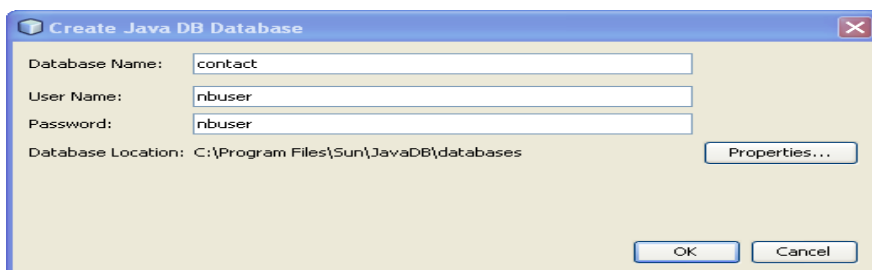 Create Java DB Database
Database Name: contact
User Name: nbuser
Password: nbuser
Database Location: C:\Program Files\Sun\JavaDB\databases Properties...
OK Cancel